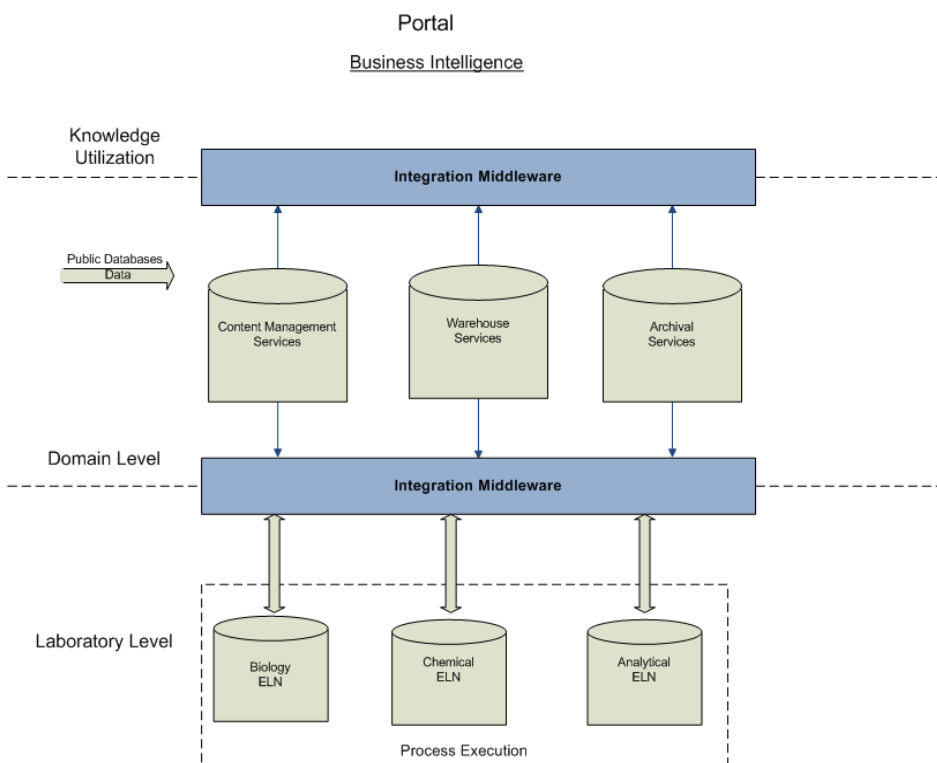 Portal
Business Intelligence
Knowledge
Utilization
Integration Middleware
Public Databases
Data
Content Management
Services
Warehouse
Services
Archival
Services
Domain Level
Integration Middleware
Laboratory Level
Biology
ELN
Chemical
ELN
Analytical
ELN
Process Execution